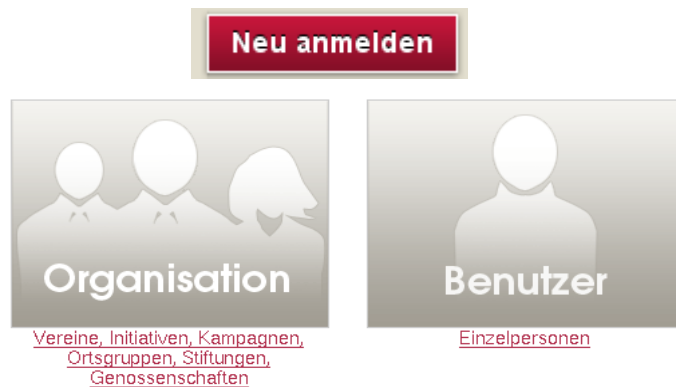 Neu anmelden
Organisation
Benutzer
Vereine, Initiativen, Kampagnen,
Ortsgruppen, Stiftungen,
Genossenschaften
Einzelpersonen